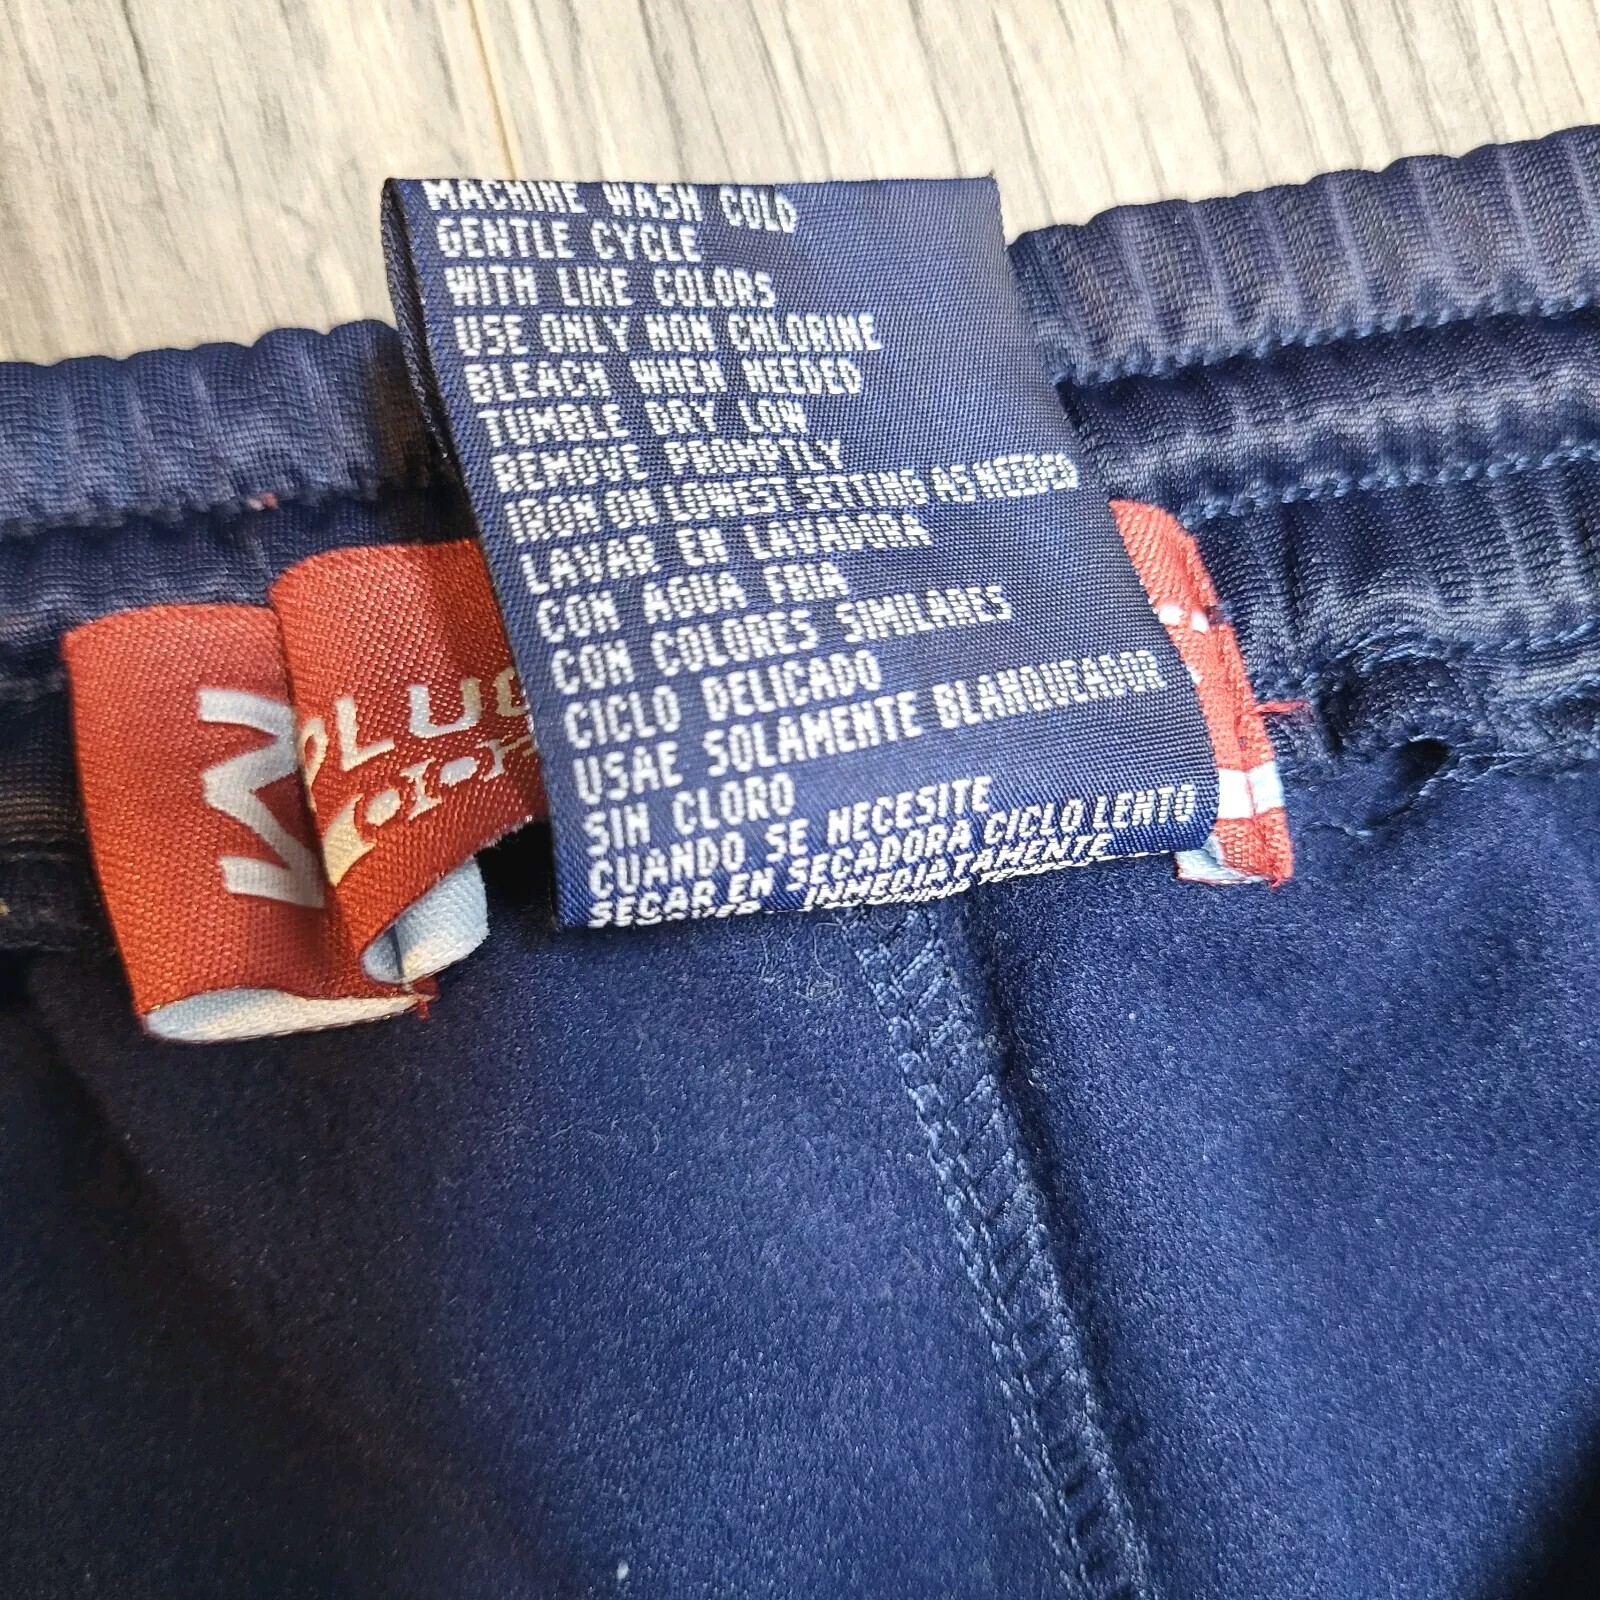 MACHINE WASH COLD
GENTLE CYCLE
WITH LIKE COLORS
USE ONLY NON CHLORINE
BLEACH WHEN NEEDED
TUMBLE DRY LOW
REMOVE PROMPTLY
IRON ON LOWEST SETTING AS NEEDED
LAVAR EN LAVADORA
CON AGUA FRIA
CON COLORES SIMILARES
CICLO DELICADO
USAE SOLAMENTE BLANQUEADOR
SIN CLORO
CUANDO SE NECESITE
SECAR EN SECADORA CICLO LENTO
INMEDIATAMENTE